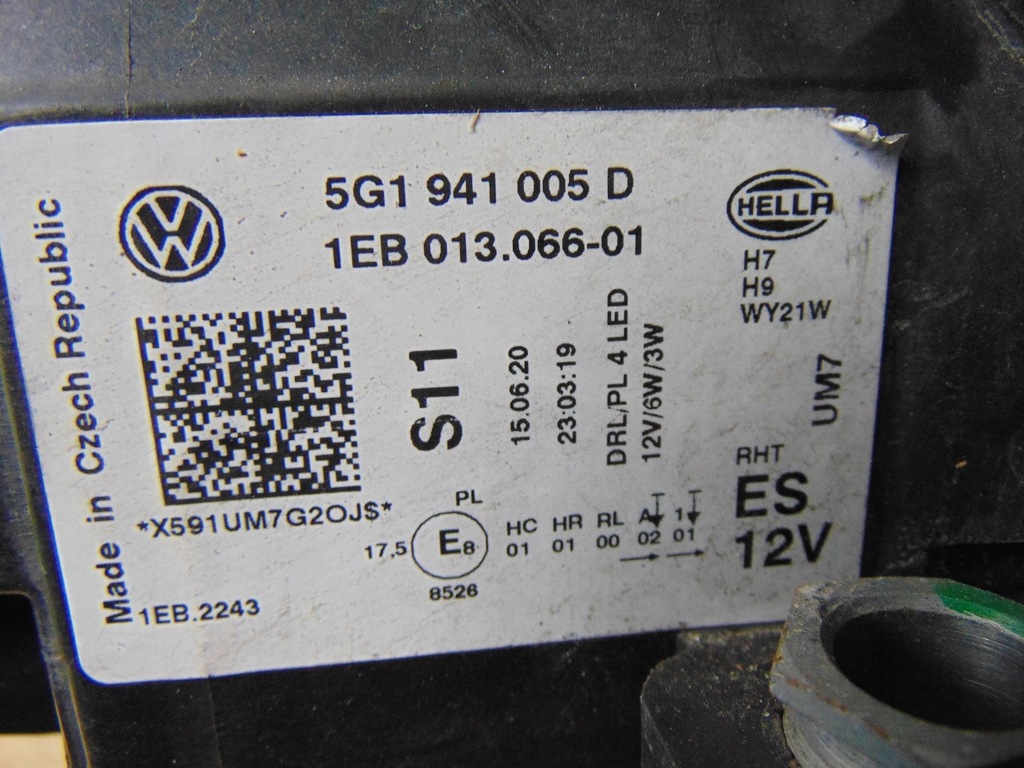 5G1 941 005 D
1EB 013.066-01
HELLA
H7
H9
WY21W
Made in Czech Republic
S11
15.06.20
23:03:19
DRL/PL 4 LED
12V/6W/3W
UM7
RHT
ES
12V
*X591UM7G2OJ$*
PL
17,5
E8
8526
HC 01
HR 01
RL 00
A 02
1 01
1EB.2243